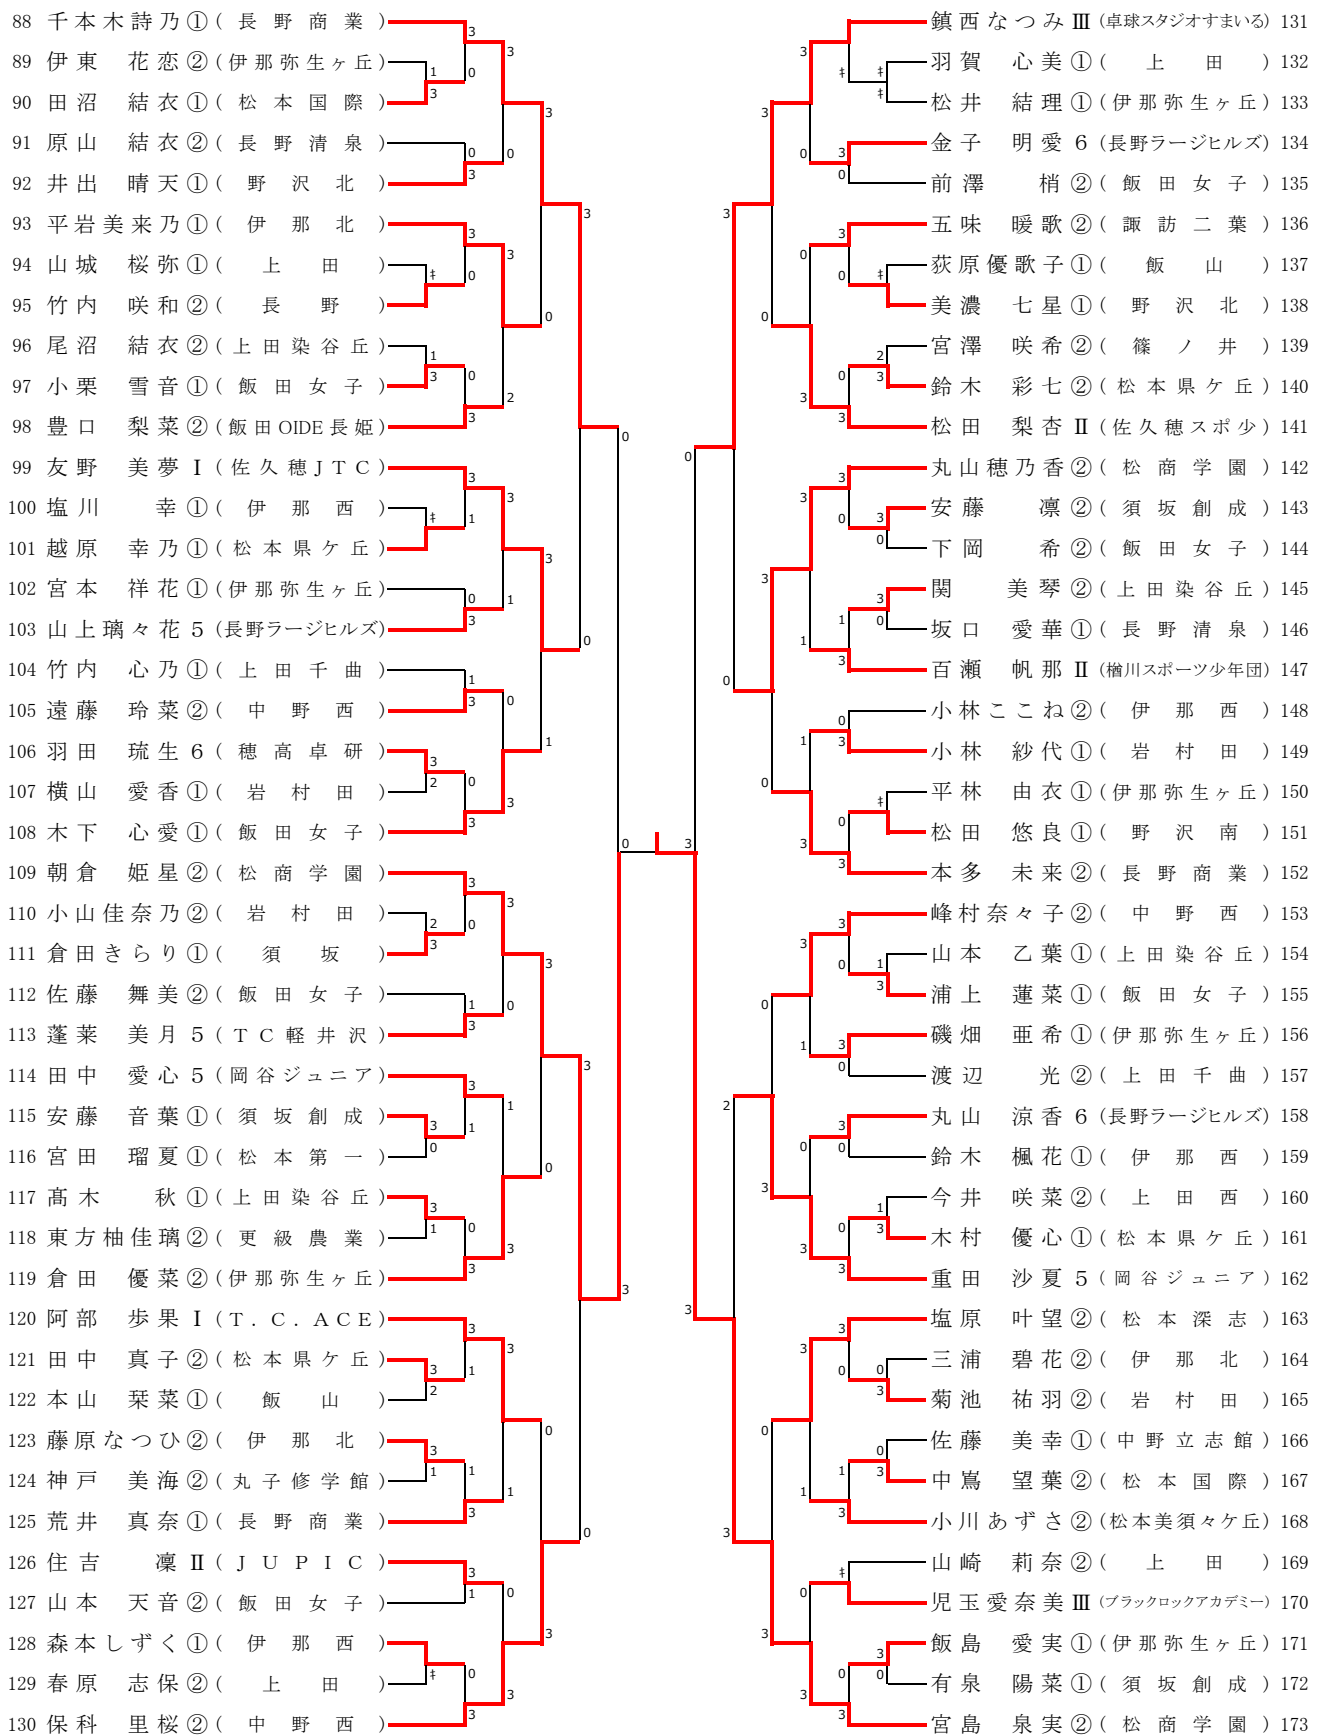 88 千本木詩乃①(長野商業)
89 伊東 花恋②(伊那弥生ヶ丘)
90 田沼 結衣①(松本国際)
91 原山 結衣②(長野清泉)
92 井出 晴天①(野沢北)
93 平岩美来乃①(伊那北)
94 山城 桜弥①(上田)
95 竹内 咲和②(長野)
96 尾沼 結衣②(上田染谷丘)
97 小栗 雪音①(飯田女子)
98 豊口 梨菜②(飯田OIDE長姫)
99 友野 美夢Ⅰ(佐久穂JTC)
100 塩川 幸①(伊那西)
101 越原 幸乃①(松本県ケ丘)
102 宮本 祥花①(伊那弥生ヶ丘)
103 山上璃々花5(長野ラージヒルズ)
104 竹内 心乃①(上田千曲)
105 遠藤 玲菜②(中野西)
106 羽田 琉生6(穂高卓研)
107 横山 愛香①(岩村田)
108 木下 心愛①(飯田女子)
109 朝倉 姫星②(松商学園)
110 小山佳奈乃②(岩村田)
111 倉田きらり①(須坂)
112 佐藤 舞美②(飯田女子)
113 蓬莱 美月5(TC軽井沢)
114 田中 愛心5(岡谷ジュニア)
115 安藤 音葉①(須坂創成)
116 宮田 瑠夏①(松本第一)
117 髙木 秋①(上田染谷丘)
118 東方柚佳璃②(更級農業)
119 倉田 優菜②(伊那弥生ヶ丘)
120 阿部 歩果Ⅰ(T.C.ACE)
121 田中 真子②(松本県ケ丘)
122 本山 栞菜①(飯山)
123 藤原なつひ②(伊那北)
124 神戸 美海②(丸子修学館)
125 荒井 真奈①(長野商業)
126 住吉 凜Ⅱ(JUPIC)
127 山本 天音②(飯田女子)
128 森本しずく①(伊那西)
129 春原 志保②(上田)
130 保科 里桜②(中野西)
鎮西なつみⅢ(卓球スタジオすまいる) 131
羽賀 心美①(上田) 132
松井 結理①(伊那弥生ヶ丘) 133
金子 明愛6(長野ラージヒルズ) 134
前澤 梢②(飯田女子) 135
五味 暖歌②(諏訪二葉) 136
荻原優歌子①(飯山) 137
美濃 七星①(野沢北) 138
宮澤 咲希②(篠ノ井) 139
鈴木 彩七②(松本県ケ丘) 140
松田 梨杏Ⅱ(佐久穂スポ少) 141
丸山穂乃香②(松商学園) 142
安藤 凛②(須坂創成) 143
下岡 希②(飯田女子) 144
関 美琴②(上田染谷丘) 145
坂口 愛華①(長野清泉) 146
百瀬 帆那Ⅱ(楢川スポーツ少年団) 147
小林ここね②(伊那西) 148
小林 紗代①(岩村田) 149
平林 由衣①(伊那弥生ヶ丘) 150
松田 悠良①(野沢南) 151
本多 未来②(長野商業) 152
峰村奈々子②(中野西) 153
山本 乙葉①(上田染谷丘) 154
浦上 蓮菜①(飯田女子) 155
磯畑 亜希①(伊那弥生ヶ丘) 156
渡辺 光②(上田千曲) 157
丸山 涼香6(長野ラージヒルズ) 158
鈴木 楓花①(伊那西) 159
今井 咲菜②(上田西) 160
木村 優心①(松本県ケ丘) 161
重田 沙夏5(岡谷ジュニア) 162
塩原 叶望②(松本深志) 163
三浦 碧花②(伊那北) 164
菊池 祐羽②(岩村田) 165
佐藤 美幸①(中野立志館) 166
中嶌 望葉②(松本国際) 167
小川あずさ②(松本美須々ケ丘) 168
山崎 莉奈②(上田) 169
児玉愛奈美Ⅲ(ブラックロックアカデミー) 170
飯島 愛実①(伊那弥生ヶ丘) 171
有泉 陽菜①(須坂創成) 172
宮島 泉実②(松商学園) 173